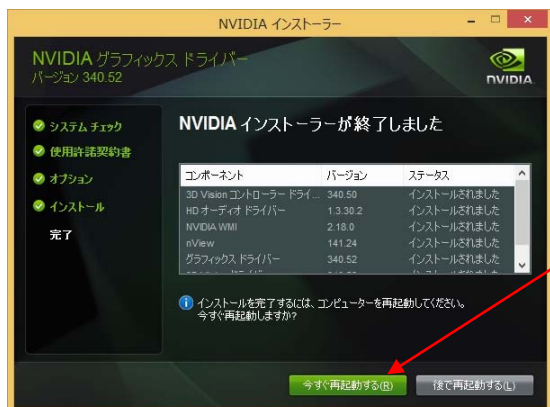 NVIDIA インストーラー
NVIDIA グラフィックス ドライバー
バージョン 340.52
NVIDIA.
システム チェック
使用許諾契約書
オプション
インストール
完了
NVIDIA インストーラーが終了しました
コンポーネント バージョン ステータス
3D Vision コントローラー ドライ... 340.50 インストールされました
HD オーディオ ドライバー 1.3.30.2 インストールされました
NVIDIA WMI 2.18.0 インストールされました
nView 141.24 インストールされました
グラフィックス ドライバー 340.52 インストールされました
インストールを完了するには、コンピューターを再起動してください。
今すぐ再起動しますか?
今すぐ再起動する(R) 後で再起動する(L)